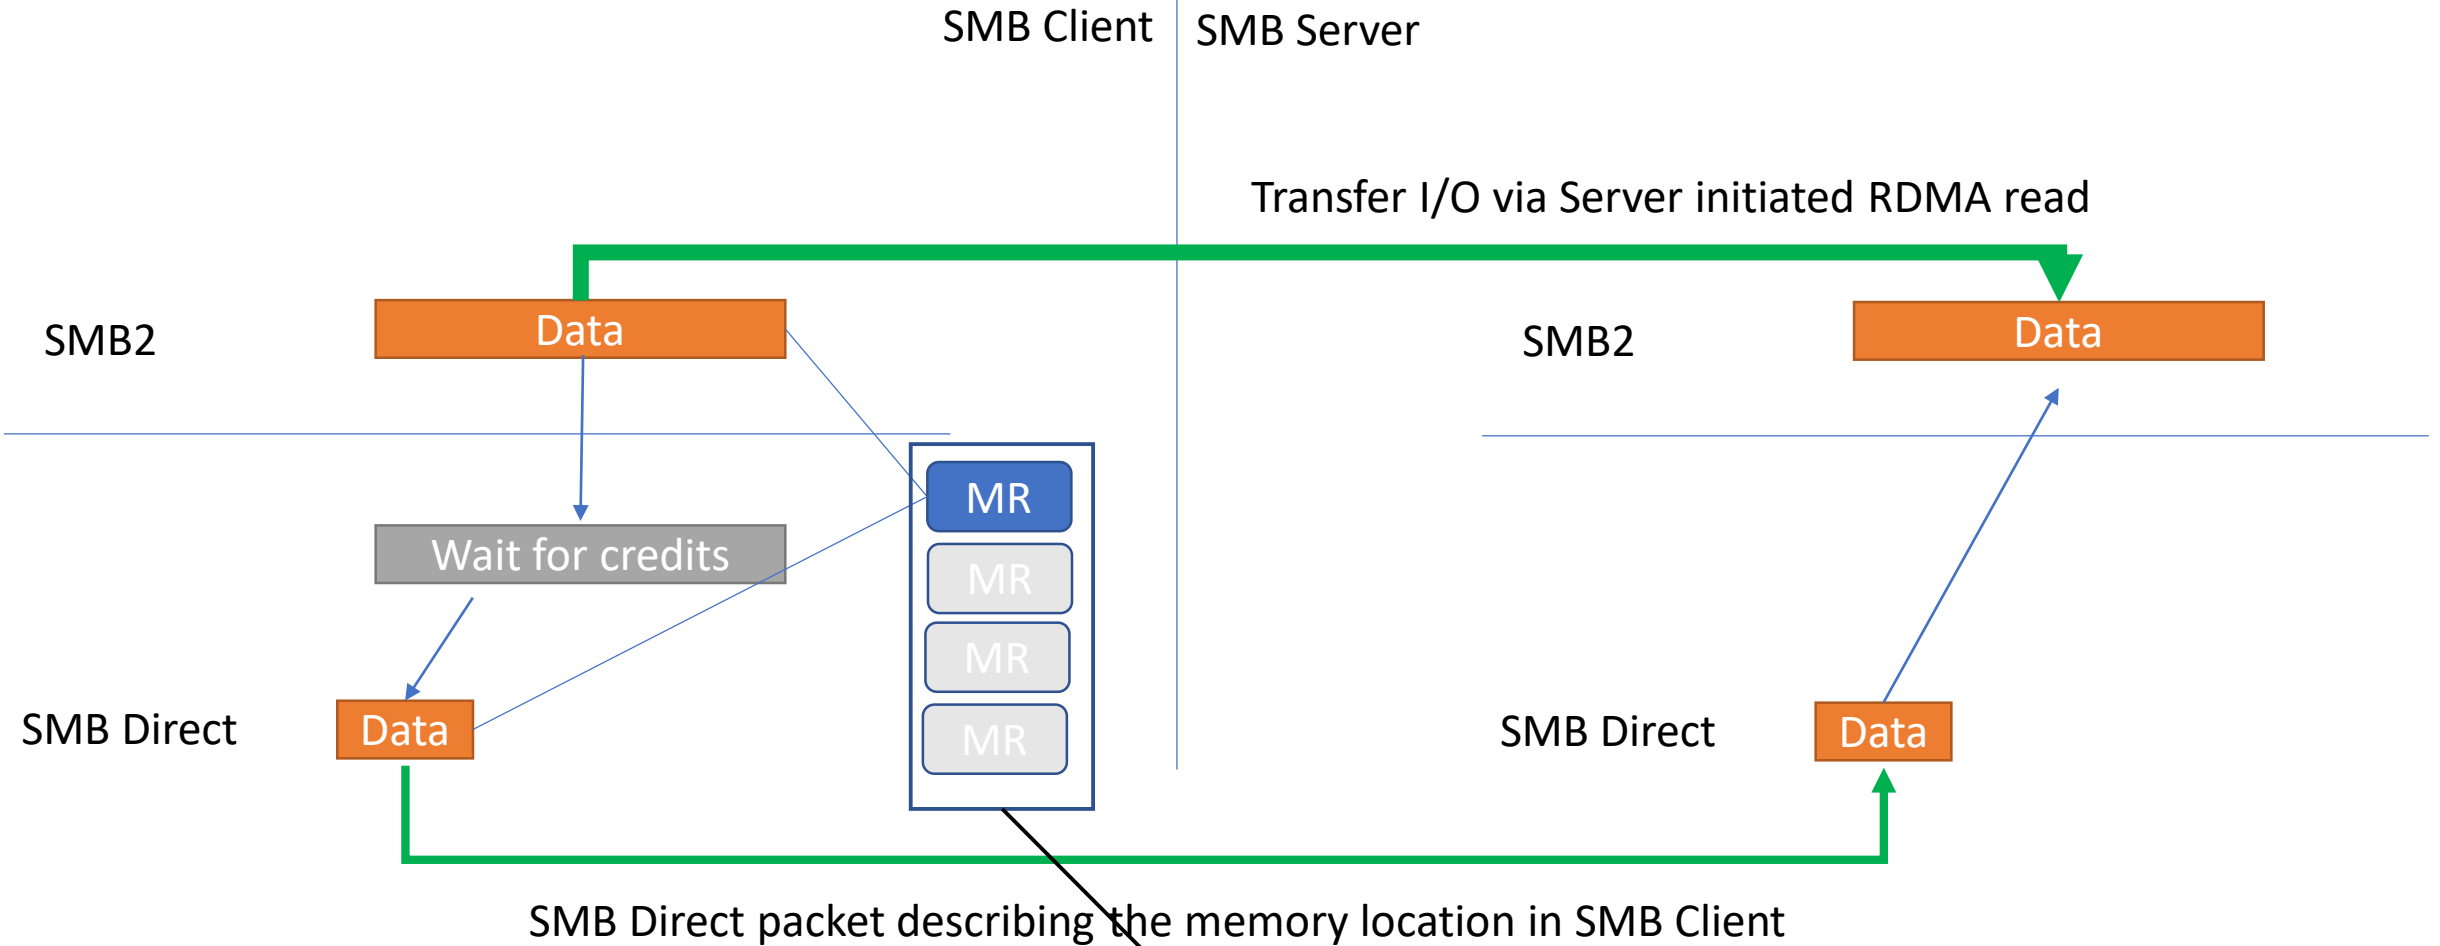 SMB Client
SMB Server
Transfer I/O via Server initiated RDMA read
SMB2
Data
SMB2
Data
MR
Wait for credits
MR
MR
SMB Direct
Data
MR
SMB Direct
Data
SMB Direct packet describing the memory location in SMB Client